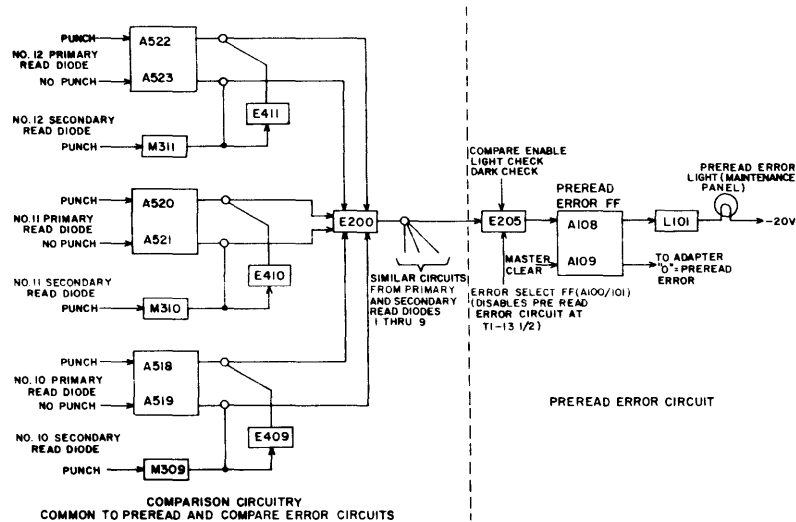 PUNCH
NO. 12 PRIMARY
READ DIODE
NO PUNCH
A522
A523
E411
NO. 12 SECONDARY
READ DIODE
PUNCH
M311
PUNCH
NO. 11 PRIMARY
READ DIODE
NO PUNCH
A520
A521
E410
NO. 11 SECONDARY
READ DIODE
PUNCH
M310
PUNCH
NO. 10 PRIMARY
READ DIODE
NO PUNCH
A518
A519
E409
NO. 10 SECONDARY
READ DIODE
PUNCH
M309
E200
SIMILAR CIRCUITS
FROM PRIMARY
AND SECONDARY
READ DIODES
1 THRU 9
COMPARISON CIRCUITRY
COMMON TO PREREAD AND COMPARE ERROR CIRCUITS
COMPARE ENABLE
LIGHT CHECK
DARK CHECK
E205
MASTER
CLEAR
ERROR SELECT FF (A100/101)
(DISABLES PRE READ
ERROR CIRCUIT AT
T1-13 1/2)
PREREAD
ERROR FF
A108
A109
L101
PREREAD ERROR
LIGHT (MAINTENANCE
PANEL)
-20V
TO ADAPTER
"0"=PREREAD
ERROR
PREREAD ERROR CIRCUIT